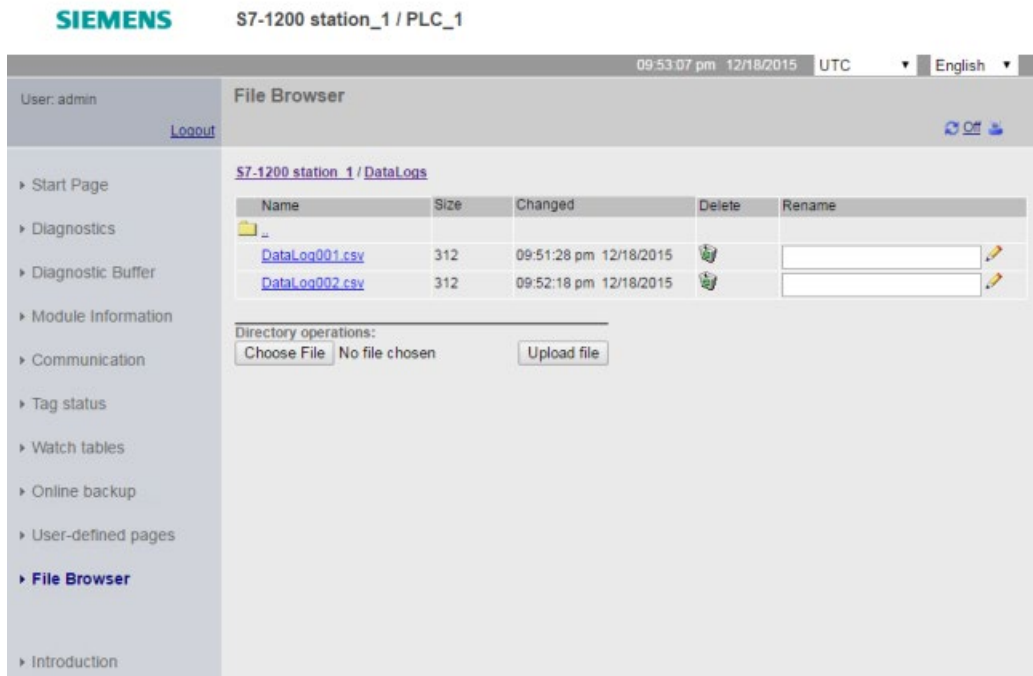 SIEMENS S7-1200 station_1 / PLC_1
09:53:07 pm 12/18/2015 UTC English
User: admin
Logout
File Browser
Off
Start Page
Diagnostics
Diagnostic Buffer
Module Information
Communication
Tag status
Watch tables
Online backup
User-defined pages
File Browser
Introduction
S7-1200 station_1 / DataLogs
Name Size Changed Delete Rename
..
DataLog001.csv 312 09:51:28 pm 12/18/2015
DataLog002.csv 312 09:52:18 pm 12/18/2015
Directory operations:
Choose File No file chosen Upload file